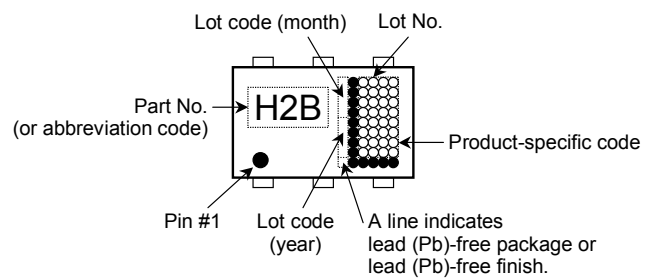 Lot code (month)
Lot No.
Part No.
(or abbreviation code)
H2B
Product-specific code
Pin #1
Lot code
(year)
A line indicates
lead (Pb)-free package or
lead (Pb)-free finish.